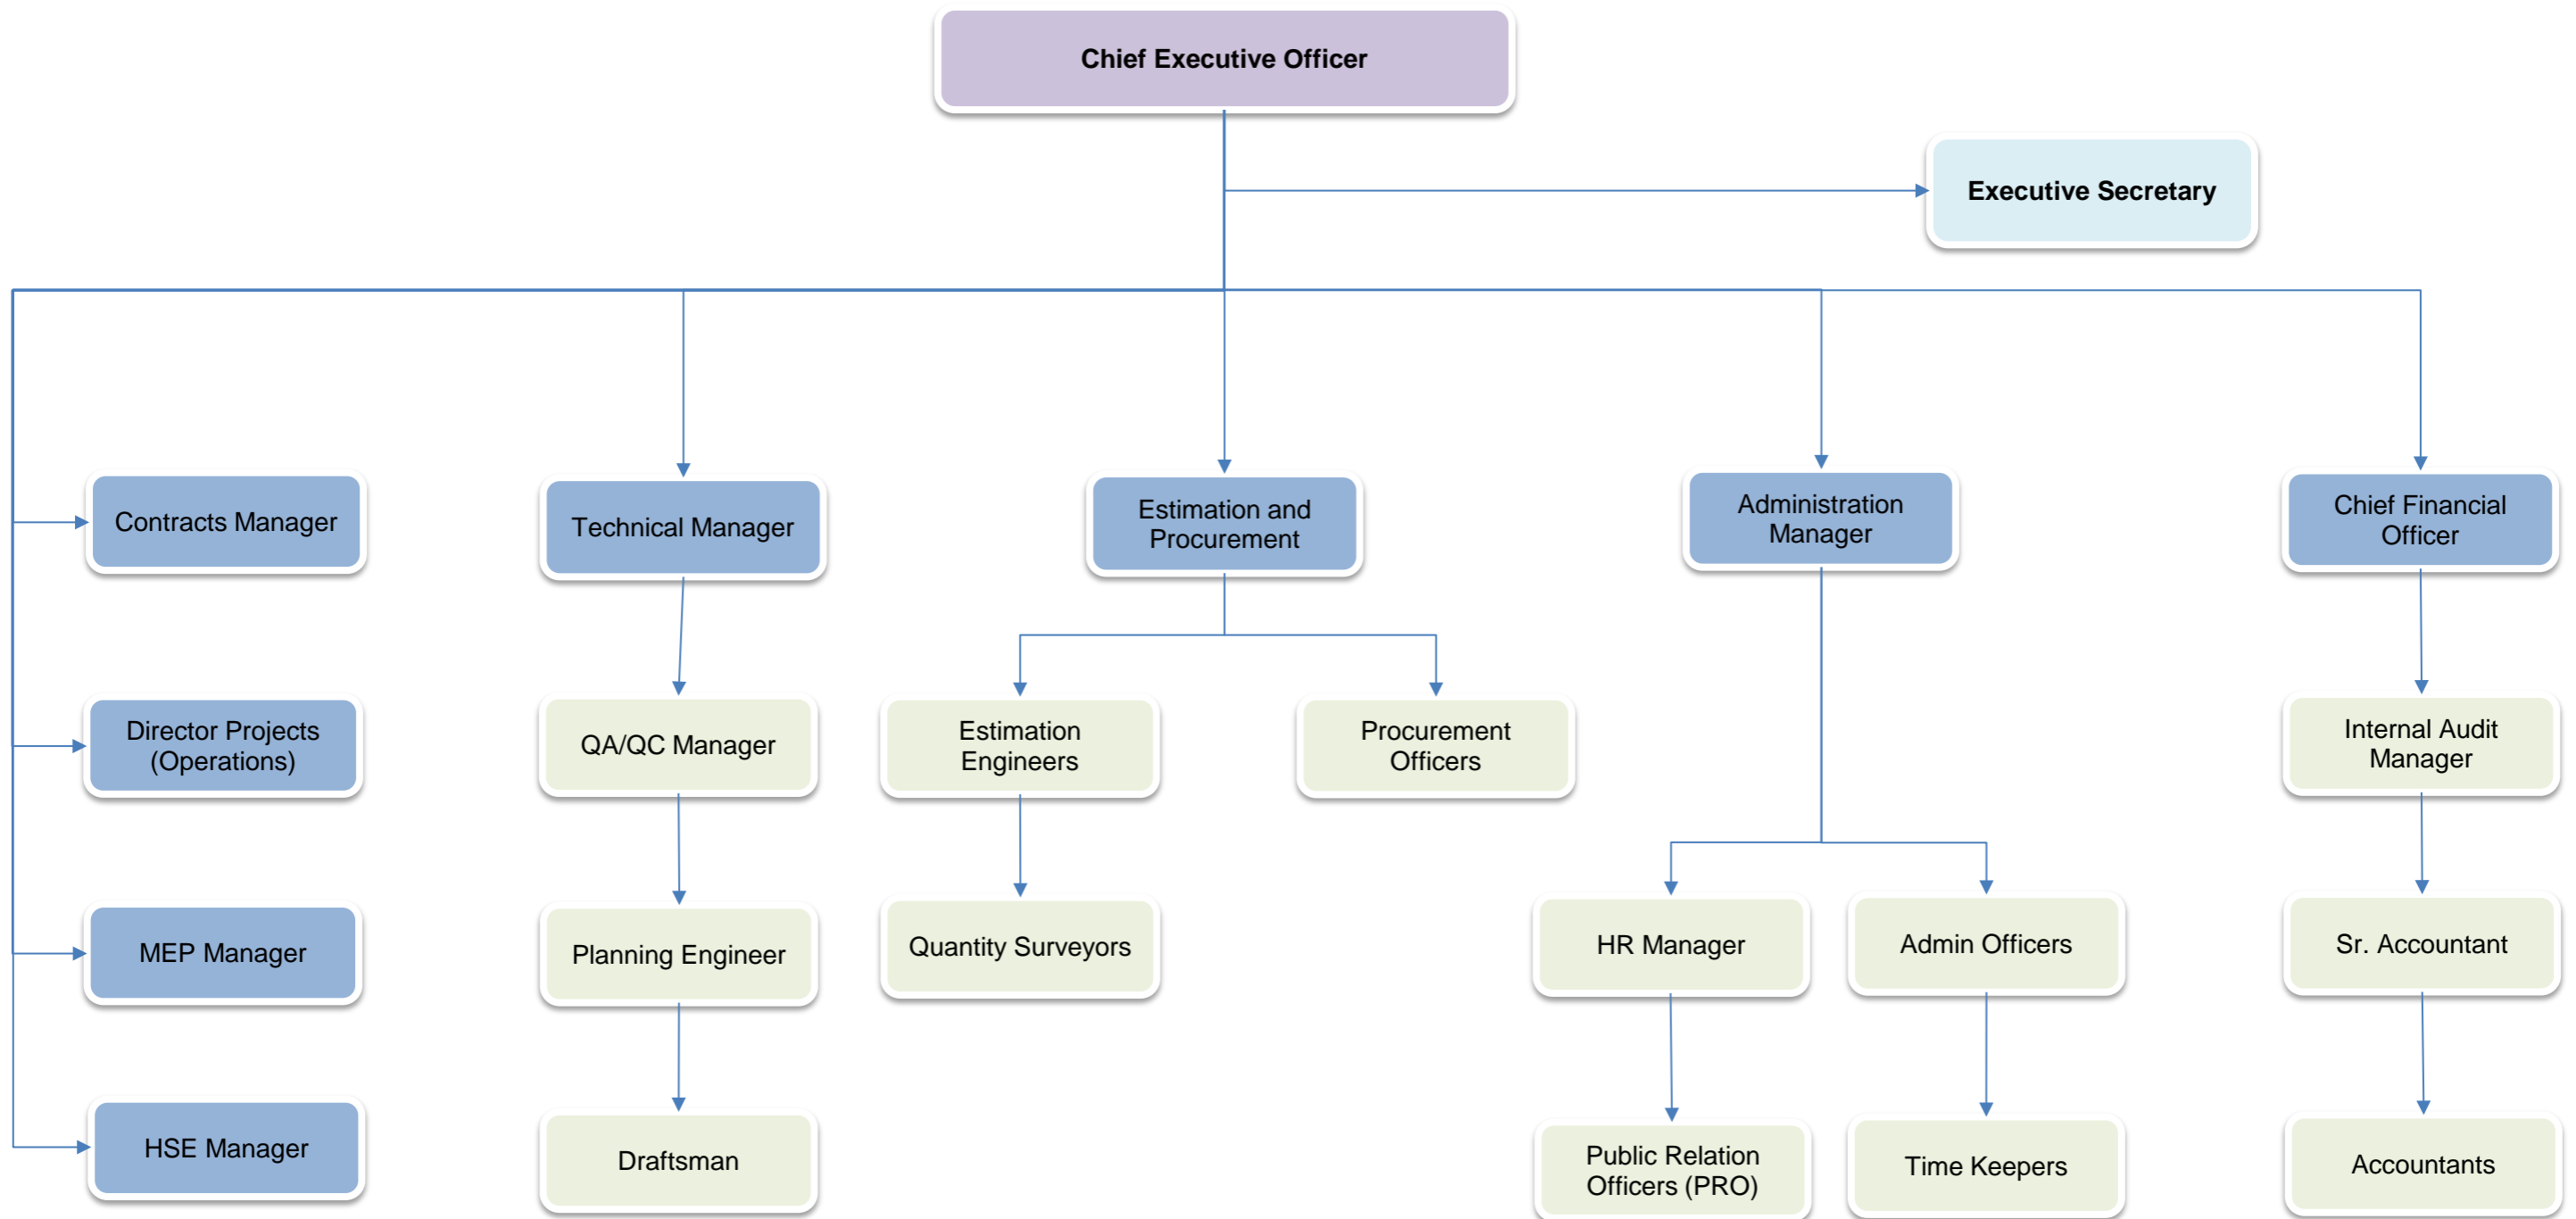 Chief Executive Officer
Executive Secretary
Contracts Manager
Technical Manager
Estimation and
Procurement
Administration
Manager
Chief Financial
Officer
Director Projects
(Operations)
QA/QC Manager
Estimation
Engineers
Procurement
Officers
Internal Audit
Manager
MEP Manager
Planning Engineer
Quantity Surveyors
HR Manager
Admin Officers
Sr. Accountant
HSE Manager
Draftsman
Public Relation
Officers (PRO)
Time Keepers
Accountants